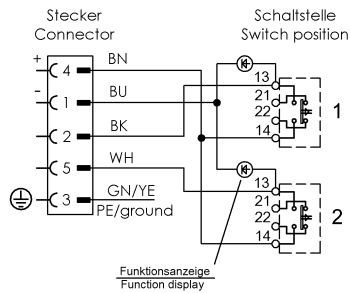 Stecker
Connector
Schaltstelle
Switch position
+
4
BN
-
1
BU
2
BK
5
WH
3
GN/YE
PE/ground
13
21
22
14
1
13
21
22
14
2
Funktionsanzeige
Function display